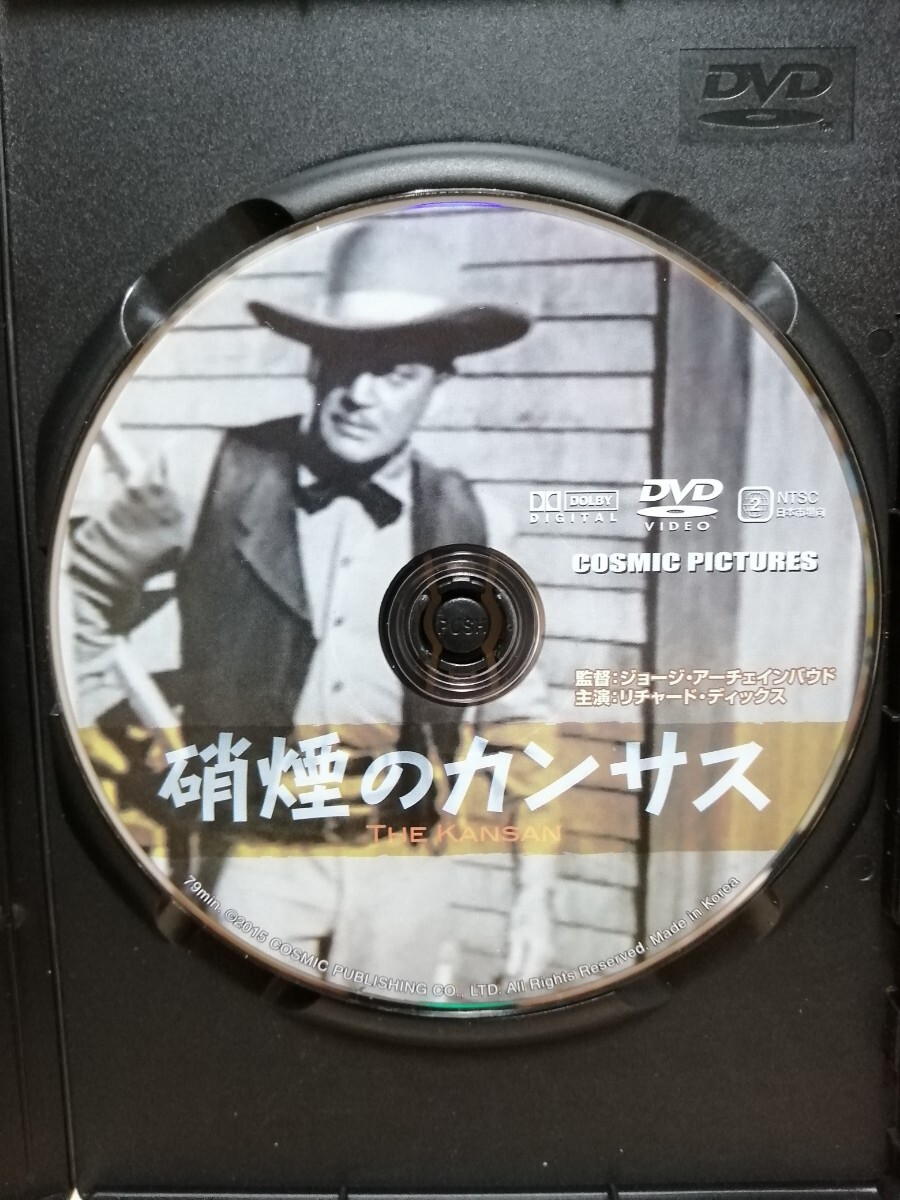 DVD
DOLBY
DIGITAL
DVD
VIDEO
2
NTSC
日本市場向
COSMIC PICTURES
PUSH
監督:ジョージ・アーチェインバウド
主演:リチャード・ディックス
硝煙のカンサス
THE KANSAN
79min. ©2015 COSMIC PUBLISHING CO., LTD. All Rights Reserved. Made in Korea